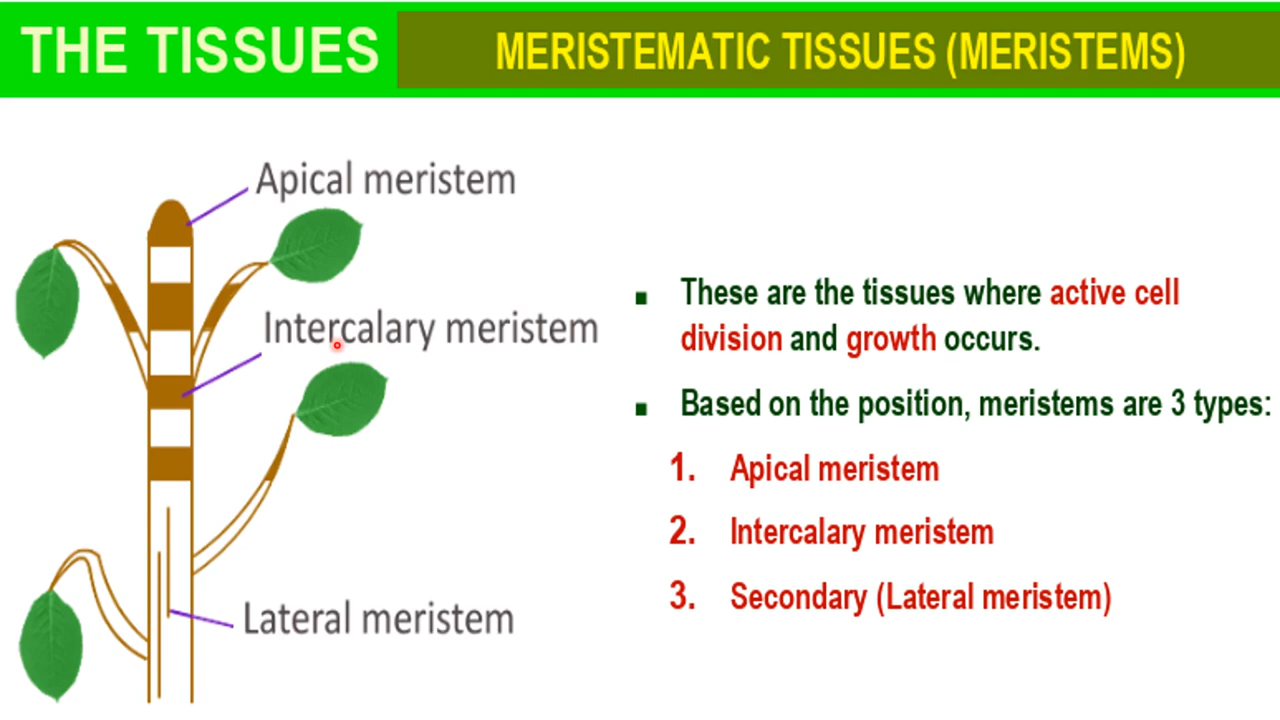 THE TISSUES
MERISTEMATIC TISSUES (MERISTEMS)
Apical meristem
Intercalary meristem
Lateral meristem
▪ These are the tissues where active cell
division and growth occurs.
▪ Based on the position, meristems are 3 types:
1. Apical meristem
2. Intercalary meristem
3. Secondary (Lateral meristem)